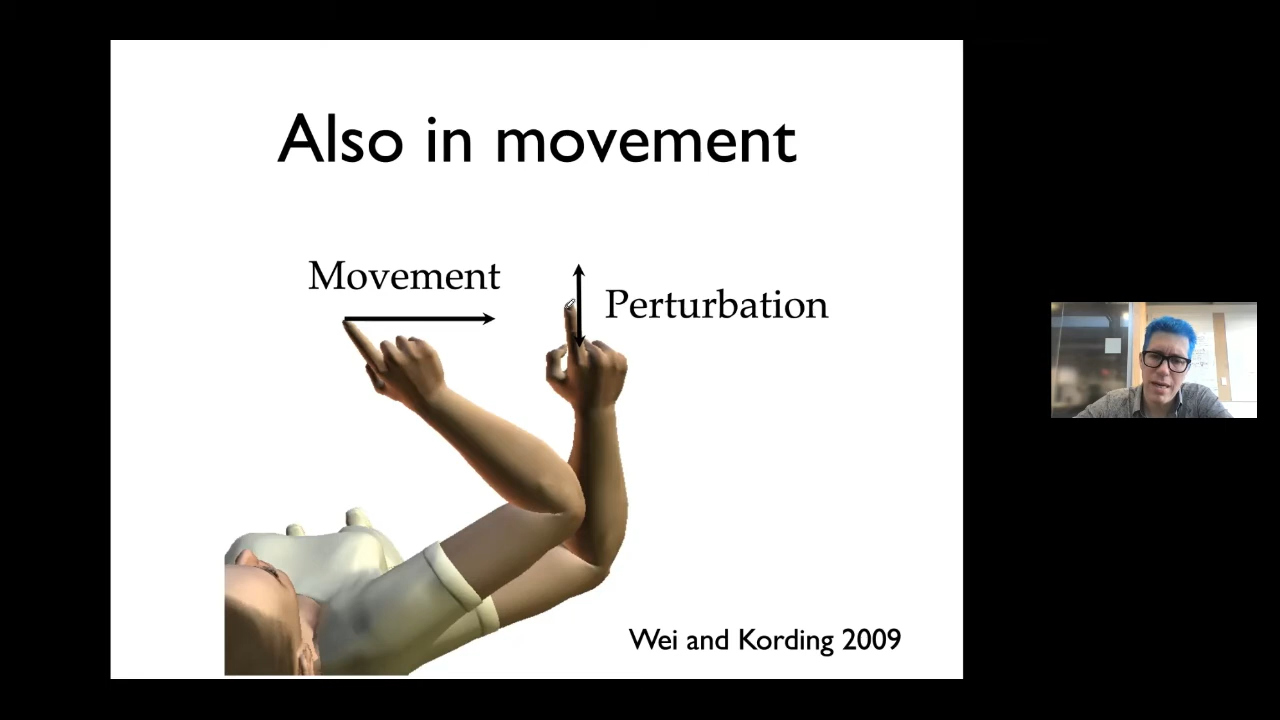 Also in movement
Movement
Perturbation
Wei and Kording 2009